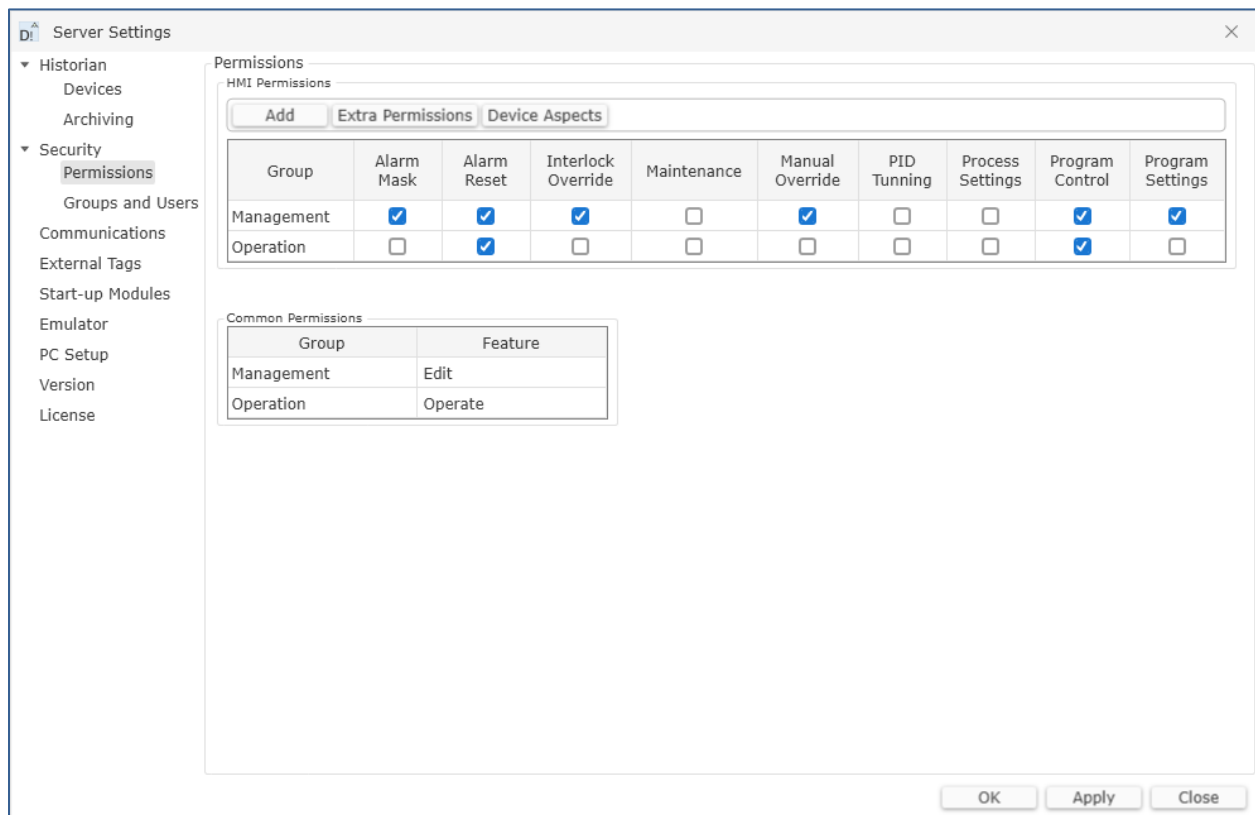 D!
Server Settings
Historian
Devices
Archiving
Security
Permissions
Groups and Users
Communications
External Tags
Start-up Modules
Emulator
PC Setup
Version
License
Permissions
HMI Permissions
Add Extra Permissions Device Aspects
Group Alarm Mask Alarm Reset Interlock Override Maintenance Manual Override PID Tunning Process Settings Program Control Program Settings
Management
Operation
Common Permissions
Group Feature
Management Edit
Operation Operate
OK Apply Close